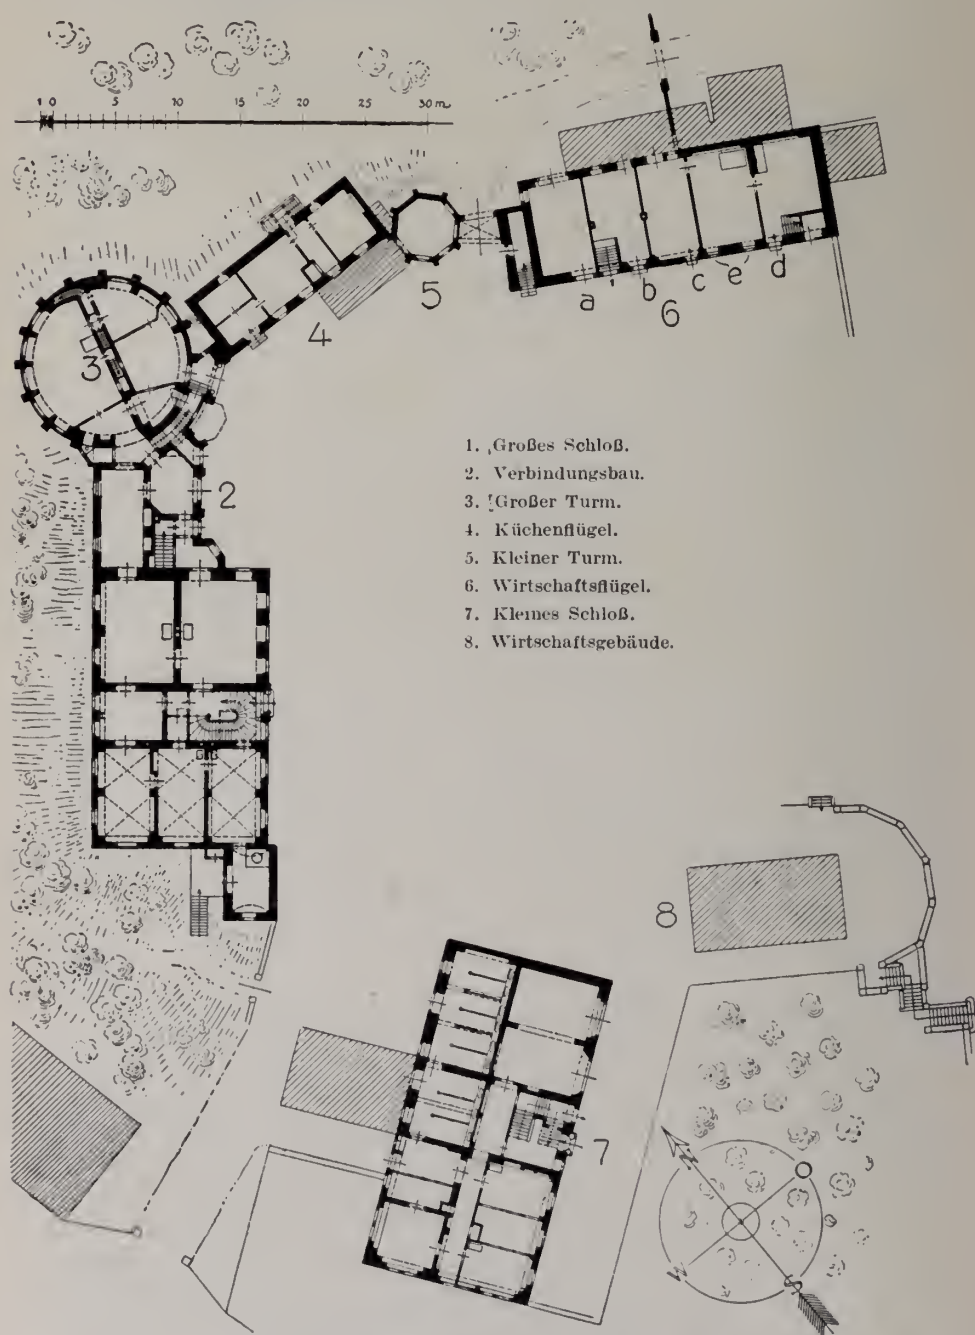 1 0 5 10 15 20 25 30 m
3
4
5
a b c e d
6
2
1. Großes Schloß.
2. Verbindungsbau.
3. Großer Turm.
4. Küchenflügel.
5. Kleiner Turm.
6. Wirtschaftsflügel.
7. Kleines Schloß.
8. Wirtschaftsgebäude.
8
7
N
O
W
S